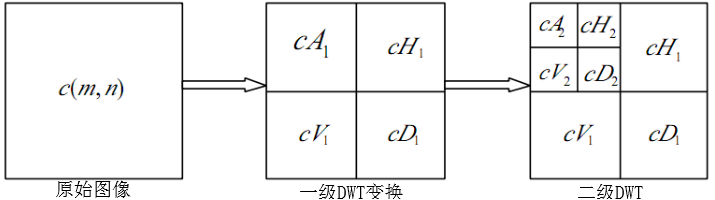 c(m,n)
cA₁ cH₁
cV₁ cD₁
cA₂ cH₂ cH₁
cV₂ cD₂
cV₁ cD₁
原始图像 一级DWT变换 二级DWT